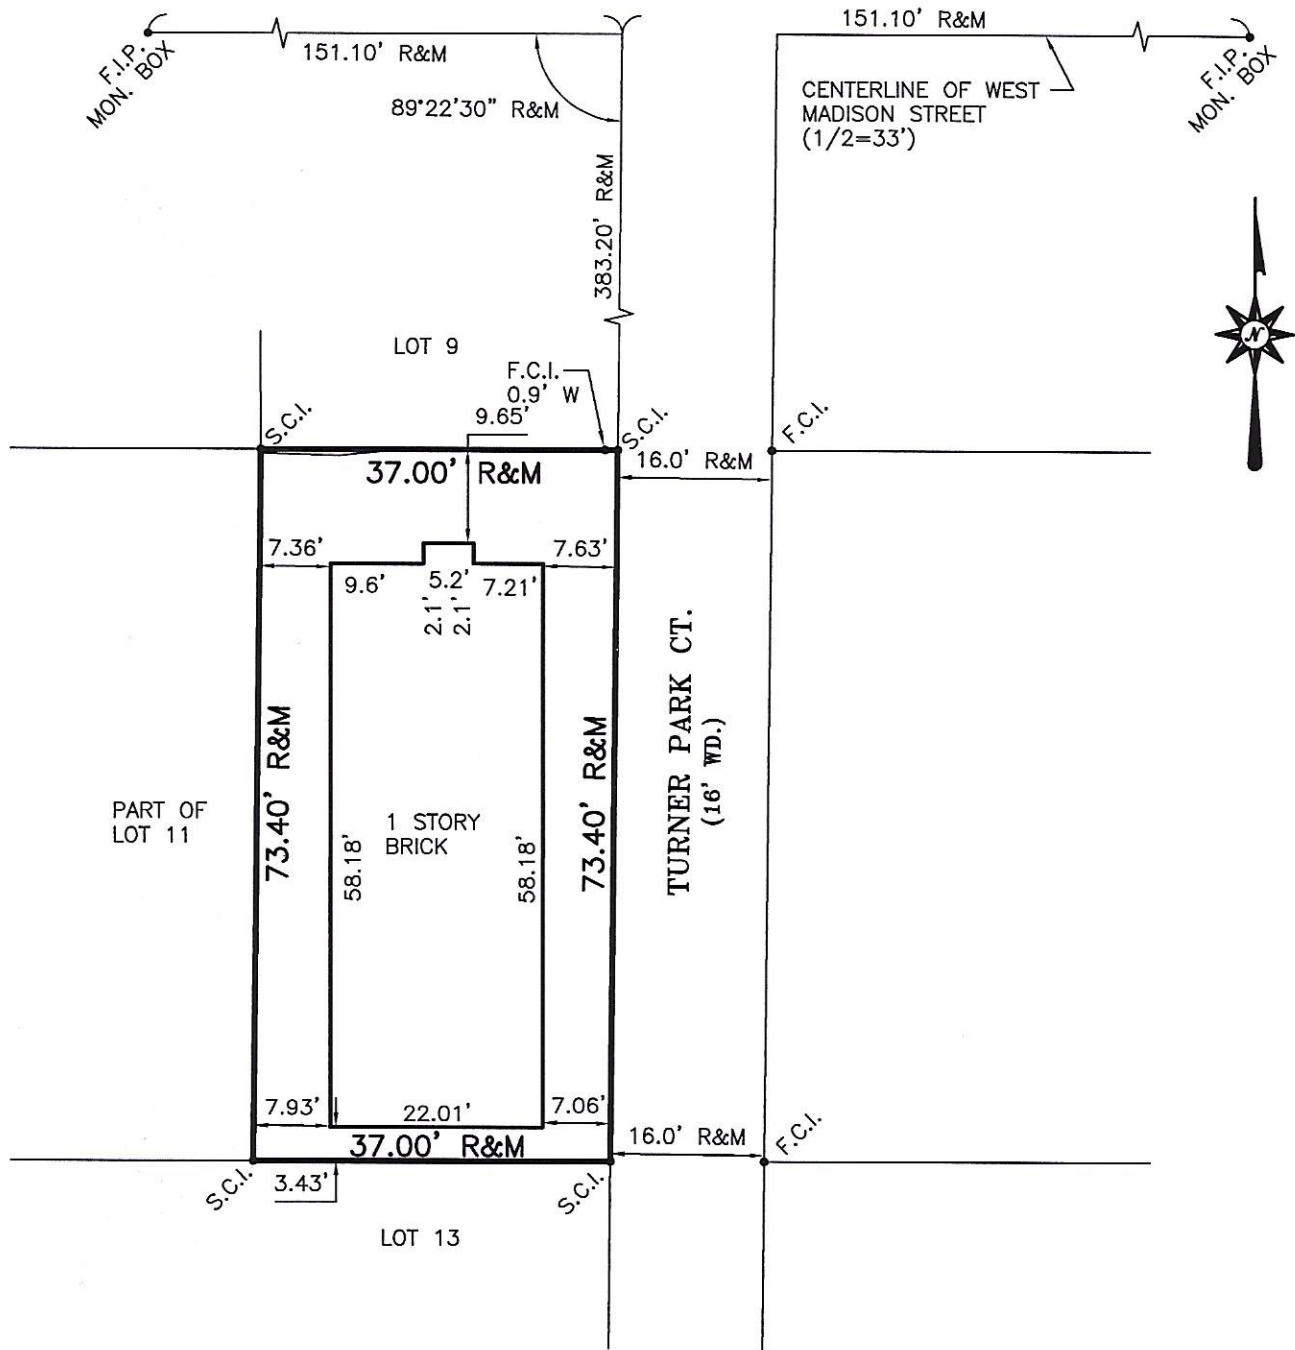 151.10' R&M
151.10' R&M
F.I.P.
MON. BOX
F.I.P.
MON. BOX
89°22'30" R&M
CENTERLINE OF WEST
MADISON STREET
(1/2=33')
383.20' R&M
N
LOT 9
F.C.I.
0.9' W
9.65'
S.C.I.
S.C.I.
F.C.I.
37.00' R&M
16.0' R&M
7.36'
7.63'
9.6'
5.2'
7.21'
2.1'
2.1'
TURNER PARK CT.
(16' WD.)
73.40' R&M
73.40' R&M
PART OF
LOT 11
1 STORY
BRICK
58.18'
58.18'
7.93'
22.01'
7.06'
37.00' R&M
16.0' R&M
F.C.I.
S.C.I.
3.43'
S.C.I.
LOT 13